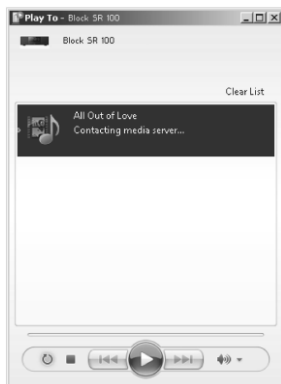 Play To - Block SR 100
Block SR 100
Clear List
All Out of Love
Contacting media server...